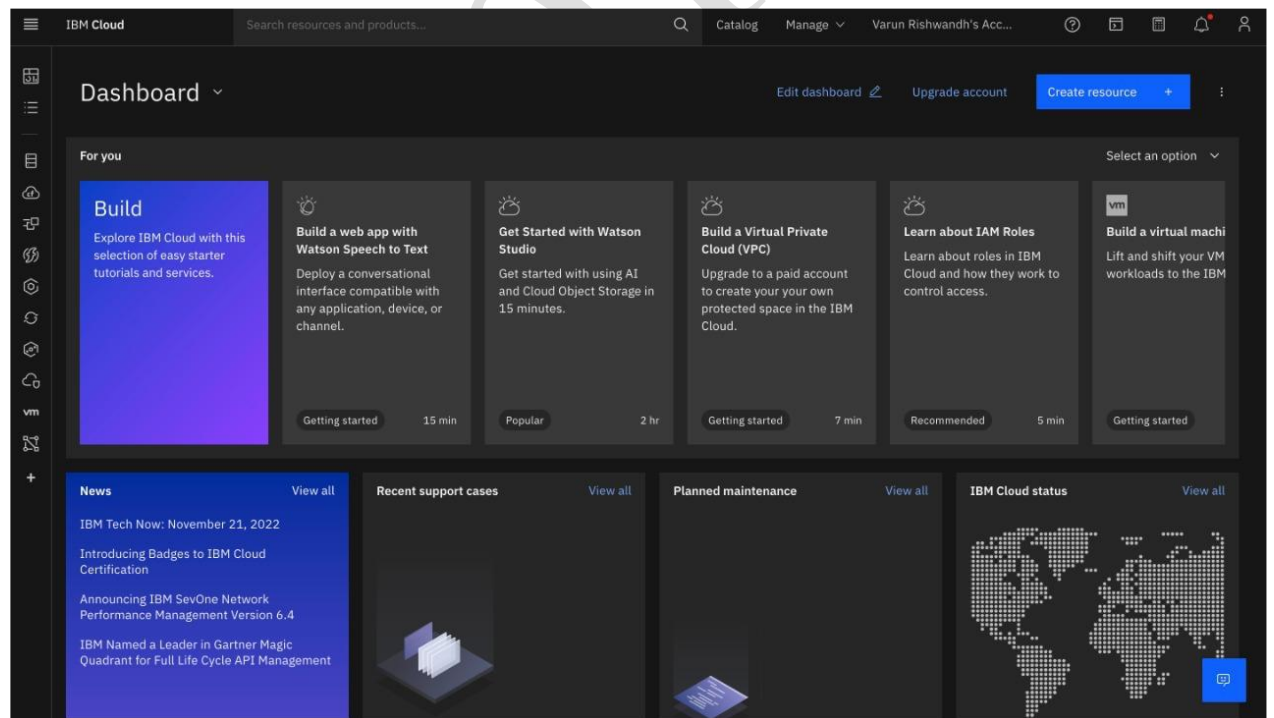 IBM Cloud
Search resources and products...
Catalog
Manage
Varun Rishwandh's Acc...
Dashboard
Edit dashboard
Upgrade account
Create resource +
For you
Select an option
Build
Explore IBM Cloud with this
selection of easy starter
tutorials and services.
Build a web app with
Watson Speech to Text
Deploy a conversational
interface compatible with
any application, device, or
channel.
Getting started
15 min
Get Started with Watson
Studio
Get started with using AI
and Cloud Object Storage in
15 minutes.
Popular
2 hr
Build a Virtual Private
Cloud (VPC)
Upgrade to a paid account
to create your your own
protected space in the IBM
Cloud.
Getting started
7 min
Learn about IAM Roles
Learn about roles in IBM
Cloud and how they work to
control access.
Recommended
5 min
vm
Build a virtual machi
Lift and shift your VM
workloads to the IBM
Getting started
vm
News
View all
IBM Tech Now: November 21, 2022
Introducing Badges to IBM Cloud
Certification
Announcing IBM SevOne Network
Performance Management Version 6.4
IBM Named a Leader in Gartner Magic
Quadrant for Full Life Cycle API Management
Recent support cases
View all
Planned maintenance
View all
IBM Cloud status
View all